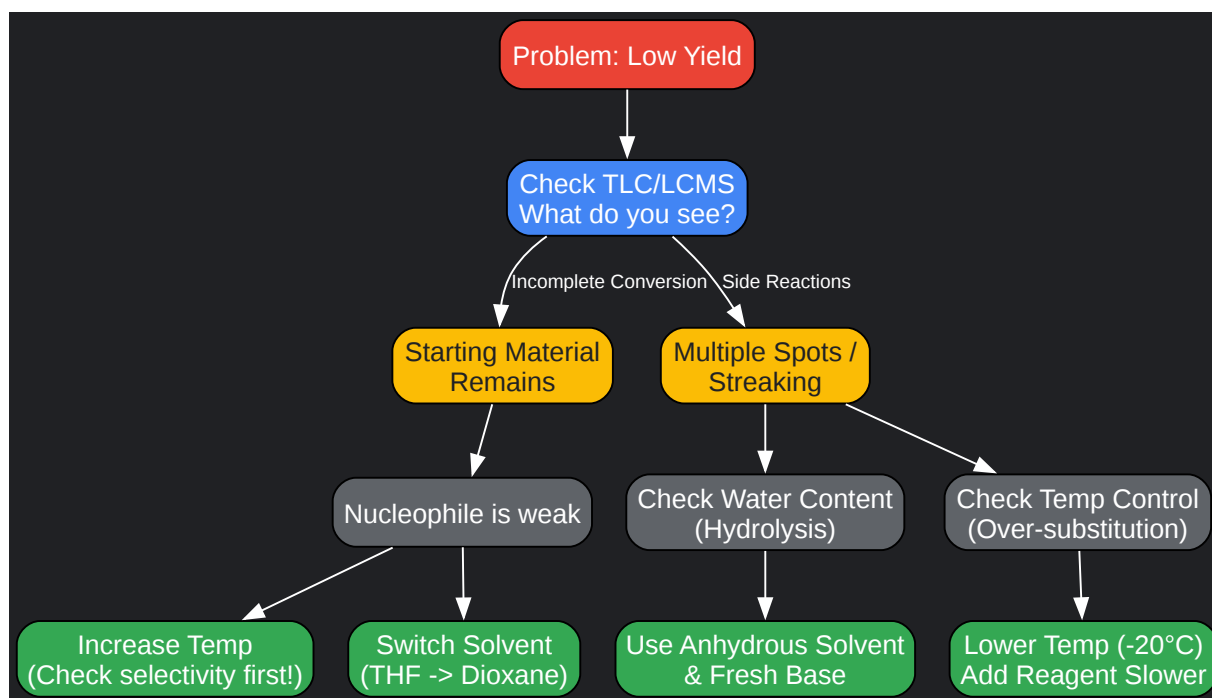 Problem: Low Yield
Check TLC/LCMS
What do you see?
Incomplete Conversion
Side Reactions
Starting Material
Remains
Multiple Spots /
Streaking
Nucleophile is weak
Check Water Content
(Hydrolysis)
Check Temp Control
(Over-substitution)
Increase Temp
(Check selectivity first!)
Switch Solvent
(THF -> Dioxane)
Use Anhydrous Solvent
& Fresh Base
Lower Temp (-20°C)
Add Reagent Slower